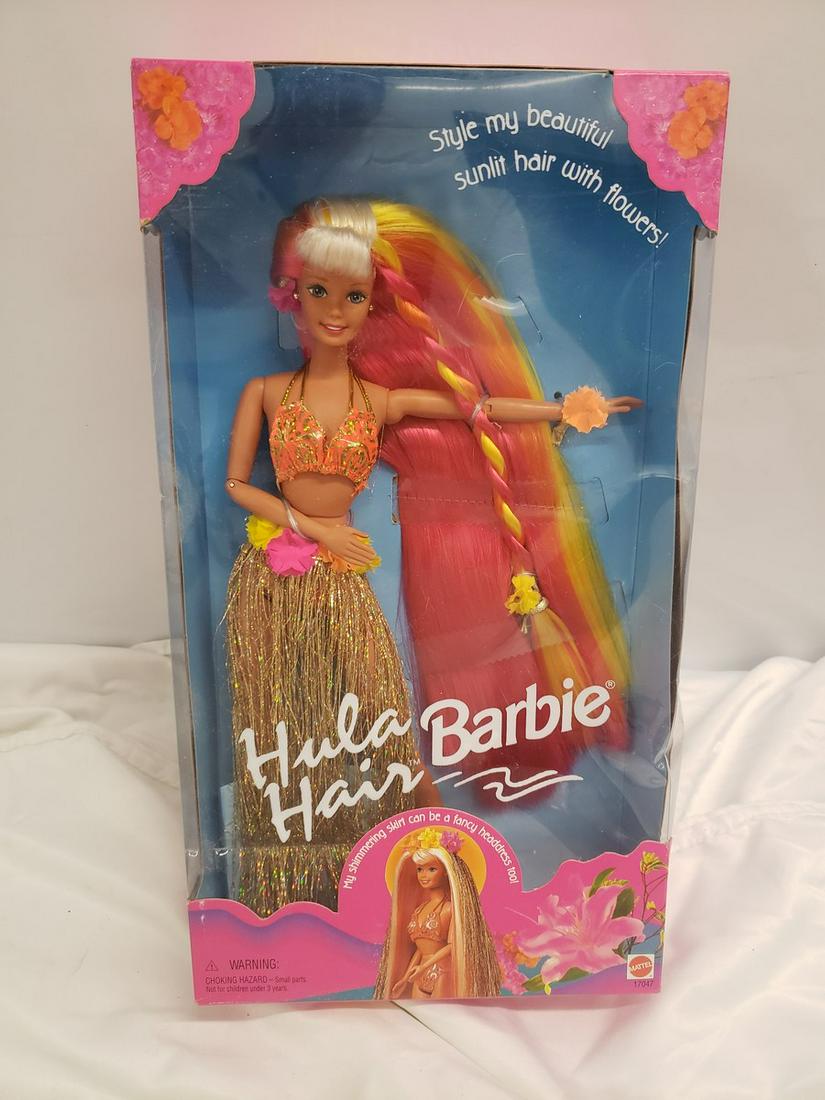 Style my beautiful
sunlit hair with flowers!
Hula
Hair™
Barbie®
My shimmering skirt can be a fancy headdress too!
⚠ WARNING:
CHOKING HAZARD – Small parts.
Not for children under 3 years.
MATTEL
17047